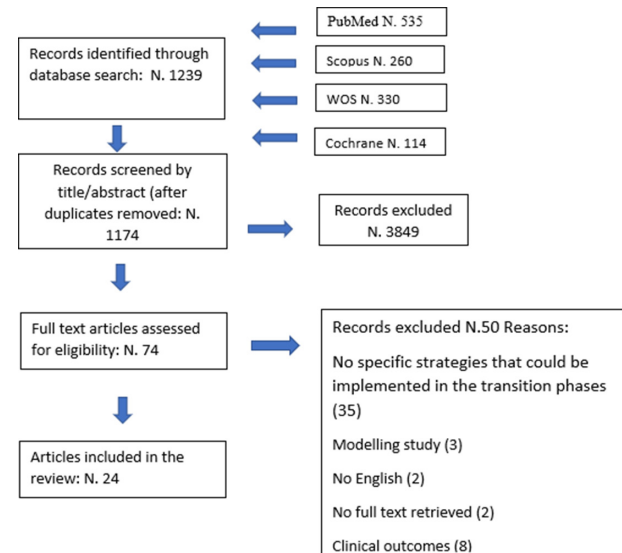 PubMed N. 535
Records identified through
database search:  N. 1239
Scopus N. 260
WOS N. 330
Cochrane N. 114
Records screened by
title/abstract (after
duplicates removed: N.
1174
Records excluded
N. 3849
Full text articles assessed
for eligibility: N. 74
Records excluded N.50 Reasons:
No specific strategies that could be
implemented in the transition phases
(35)
Modelling study (3)
No English (2)
No full text retrieved (2)
Clinical outcomes (8)
Articles included in the
review: N. 24